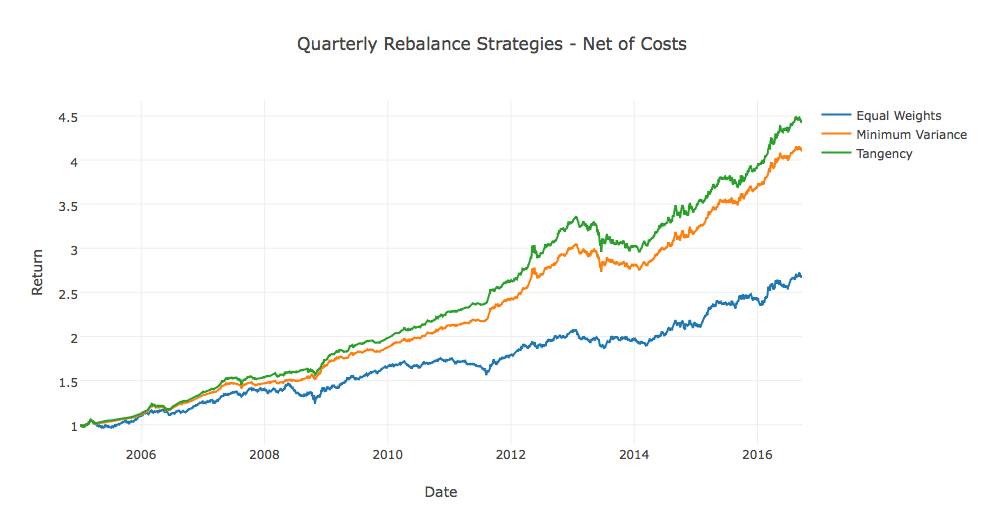 Quarterly Rebalance Strategies - Net of Costs
Equal Weights
Minimum Variance
Tangency
Return
4.5
4
3.5
3
2.5
2
1.5
1
2006 2008 2010 2012 2014 2016
Date